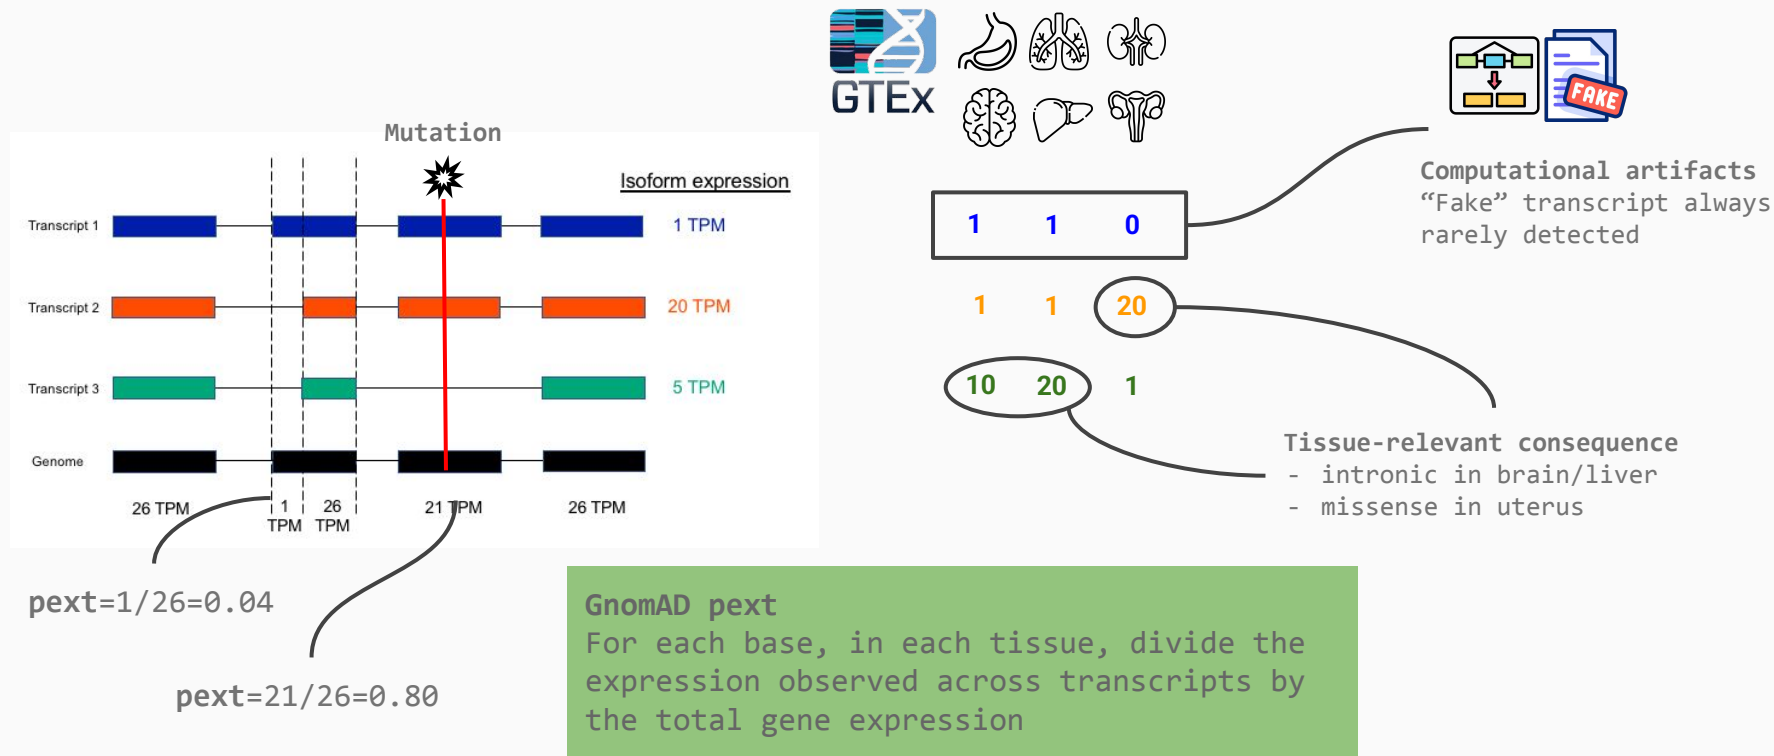 GTEx
FAKE
Mutation
Isoform expression
Transcript 1
1 TPM
Transcript 2
20 TPM
Transcript 3
5 TPM
Genome
26 TPM
1
TPM
26
TPM
21 TPM
26 TPM
pext=1/26=0.04
pext=21/26=0.80
1 1 0
1 1 20
10 20 1
Computational artifacts
“Fake” transcript always
rarely detected
Tissue-relevant consequence
- intronic in brain/liver
- missense in uterus
GnomAD pext
For each base, in each tissue, divide the
expression observed across transcripts by
the total gene expression